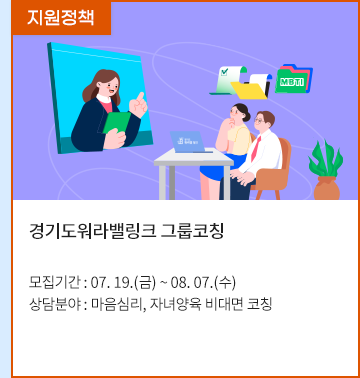 지원정책
MBTI
경기도워라밸링크 그룹코칭
모집기간 : 07. 19.(금) ~ 08. 07.(수)
상담분야 : 마음심리, 자녀양육 비대면 코칭